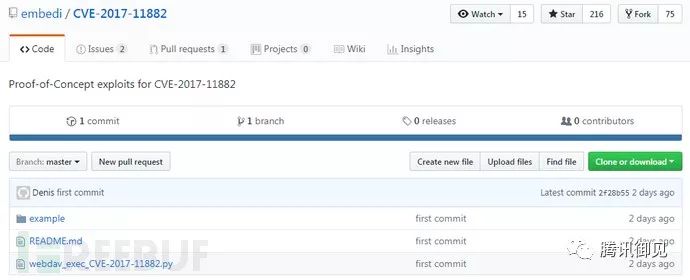 embedi / CVE-2017-11882
Watch 15 Star 216 Fork 75
Code Issues 2 Pull requests 1 Projects 0 Wiki Insights
Proof-of-Concept exploits for CVE-2017-11882
1 commit 1 branch 0 releases 0 contributors
Branch: master New pull request Create new file Upload files Find file Clone or download
Denis first commit Latest commit 2f28b55 2 days ago
example first commit 2 days ago
README.md first commit 2 days ago
webdav_exec_CVE-2017-11882.py first commit 2 days ago
REEBUF
腾讯御见